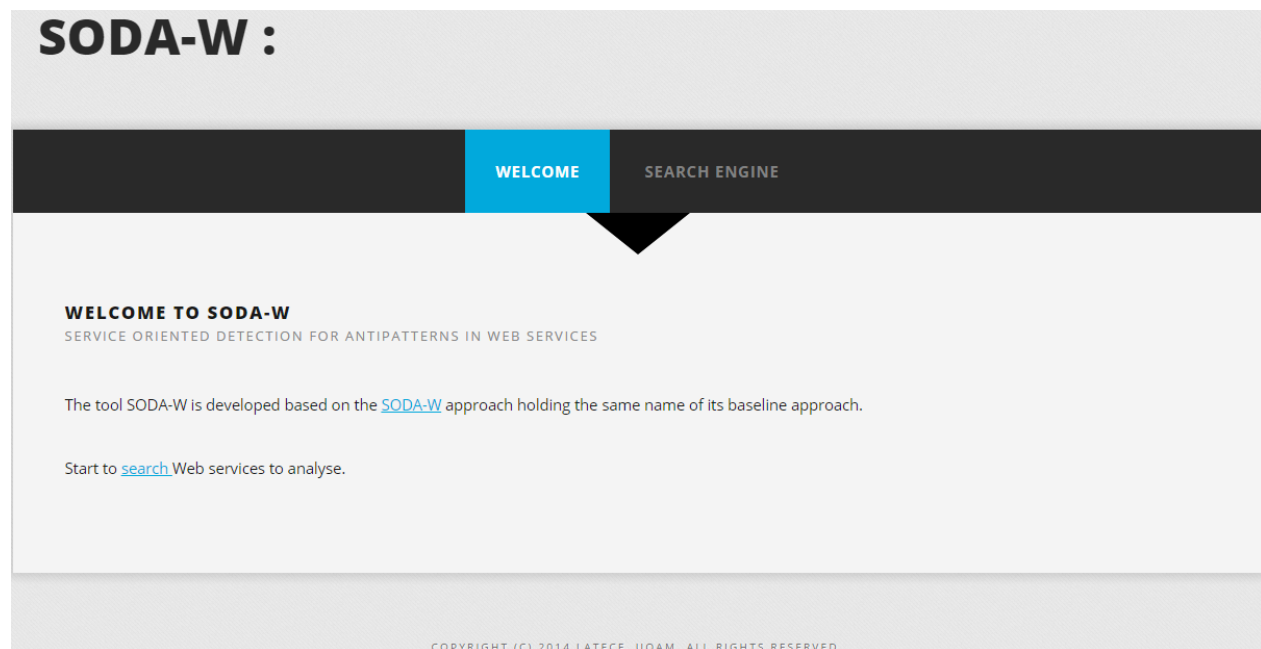 SODA-W :
WELCOME
SEARCH ENGINE
WELCOME TO SODA-W
SERVICE ORIENTED DETECTION FOR ANTIPATTERNS IN WEB SERVICES
The tool SODA-W is developed based on the SODA-W approach holding the same name of its baseline approach.
Start to search Web services to analyse.
COPYRIGHT (C) 2014 LATECE, UQAM. ALL RIGHTS RESERVED